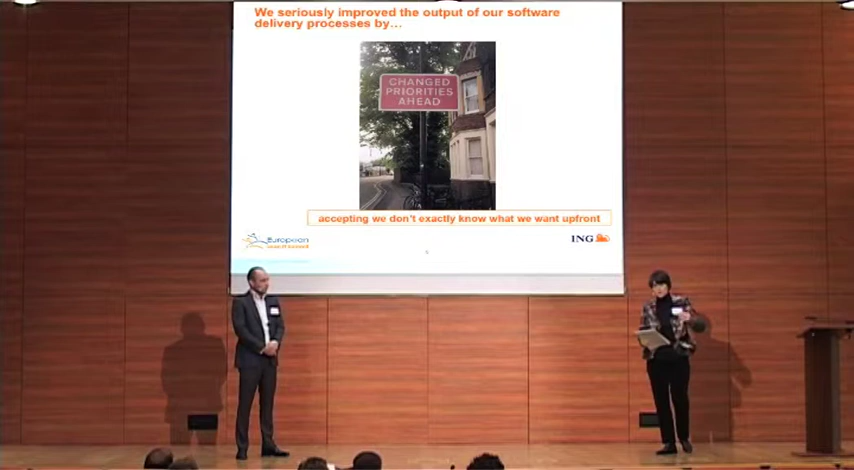 We seriously improved the output of our software
delivery processes by...
CHANGED
PRIORITIES
AHEAD
accepting we don't exactly know what we want upfront
European
ING